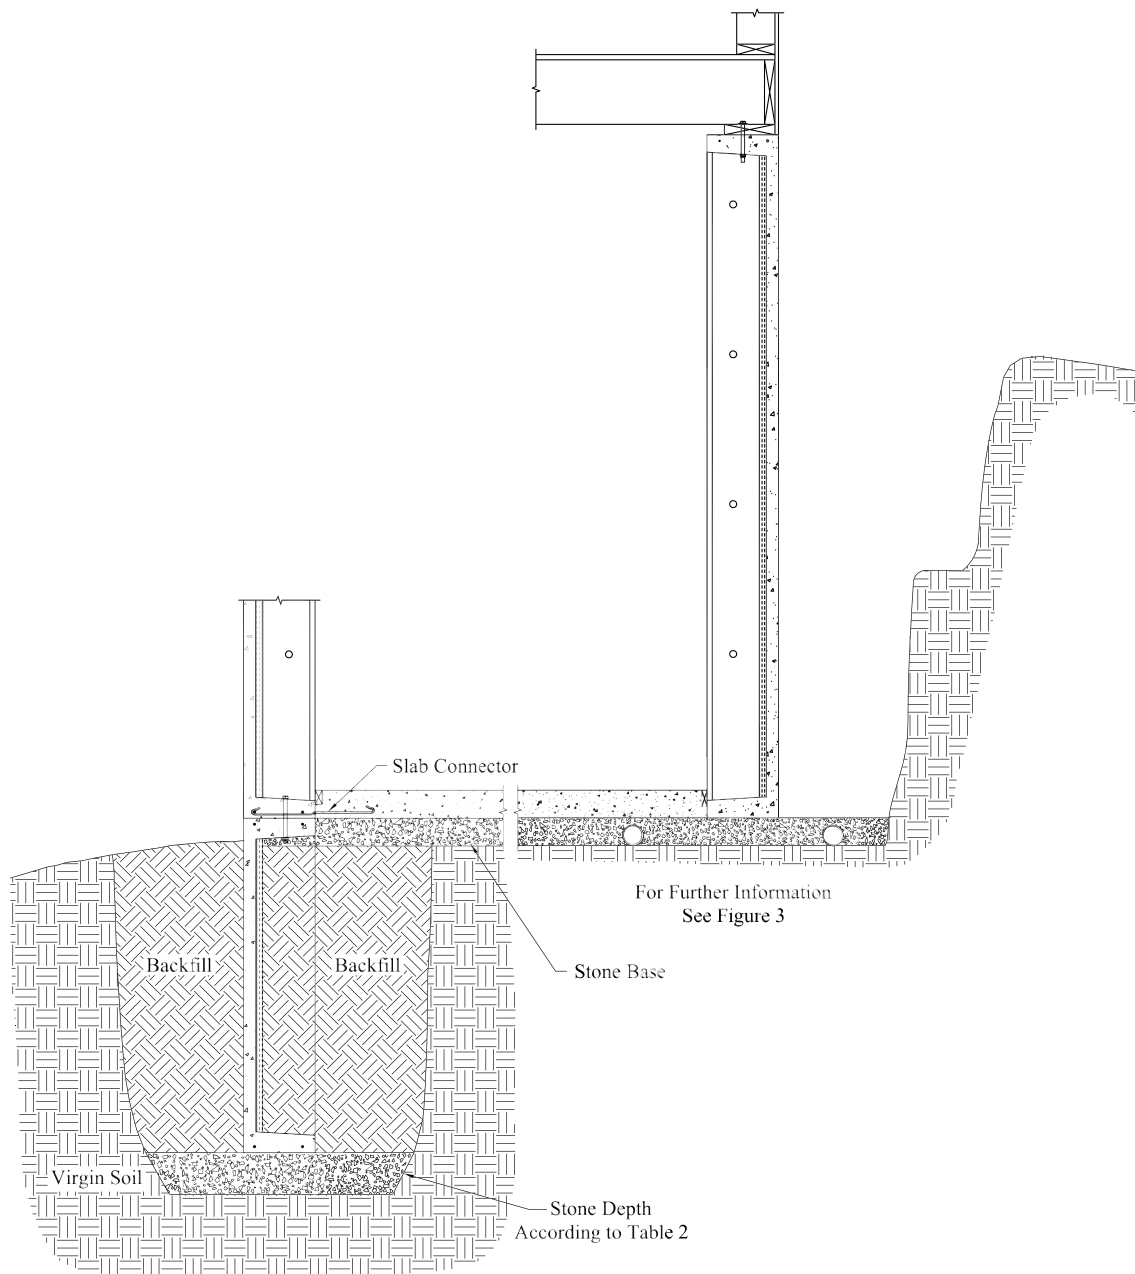 Slab Connector
For Further Information
See Figure 3
Backfill
Backfill
Stone Base
Virgin Soil
Stone Depth
According to Table 2